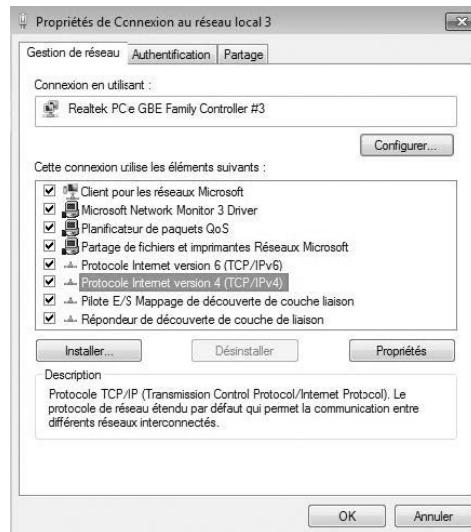 Propriétés de Connexion au réseau local 3
Gestion de réseau Authentification Partage
Connexion en utilisant :
Realtek PCe GBE Family Controller #3
Configurer...
Cette connexion utilise les éléments suivants :
Client pour les réseaux Microsoft
Microsoft Network Monitor 3 Driver
Planificateur de paquets QoS
Partage de fichiers et imprimantes Réseaux Microsoft
Protocole Internet version 6 (TCP/IPv6)
Protocole Internet version 4 (TCP/IPv4)
Pilote E/S Mappage de découverte de couche liaison
Répondeur de découverte de couche de liaison
Installer... Désinstaller Propriétés
Description
Protocole TCP/IP (Transmission Control Protocol/Internet Protocol). Le
protocole de réseau étendu par défaut qui permet la communication entre
différents réseaux interconnectés.
OK Annuler